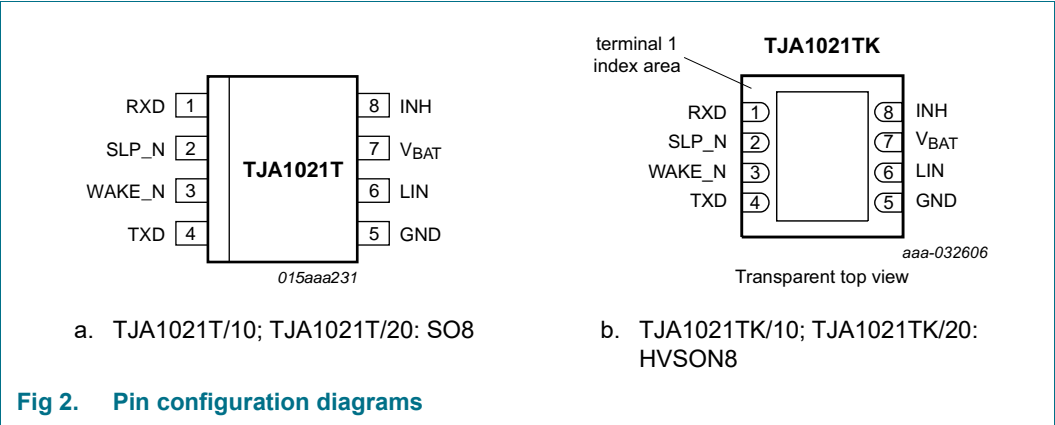 RXD 1
SLP_N 2
WAKE_N 3
TXD 4
TJA1021T
8 INH
7 VBAT
6 LIN
5 GND
015aaa231
a. TJA1021T/10; TJA1021T/20: SO8
terminal 1
index area
TJA1021TK
RXD 1
SLP_N 2
WAKE_N 3
TXD 4
8 INH
7 VBAT
6 LIN
5 GND
aaa-032606
Transparent top view
b. TJA1021TK/10; TJA1021TK/20:
HVSON8
Fig 2. Pin configuration diagrams